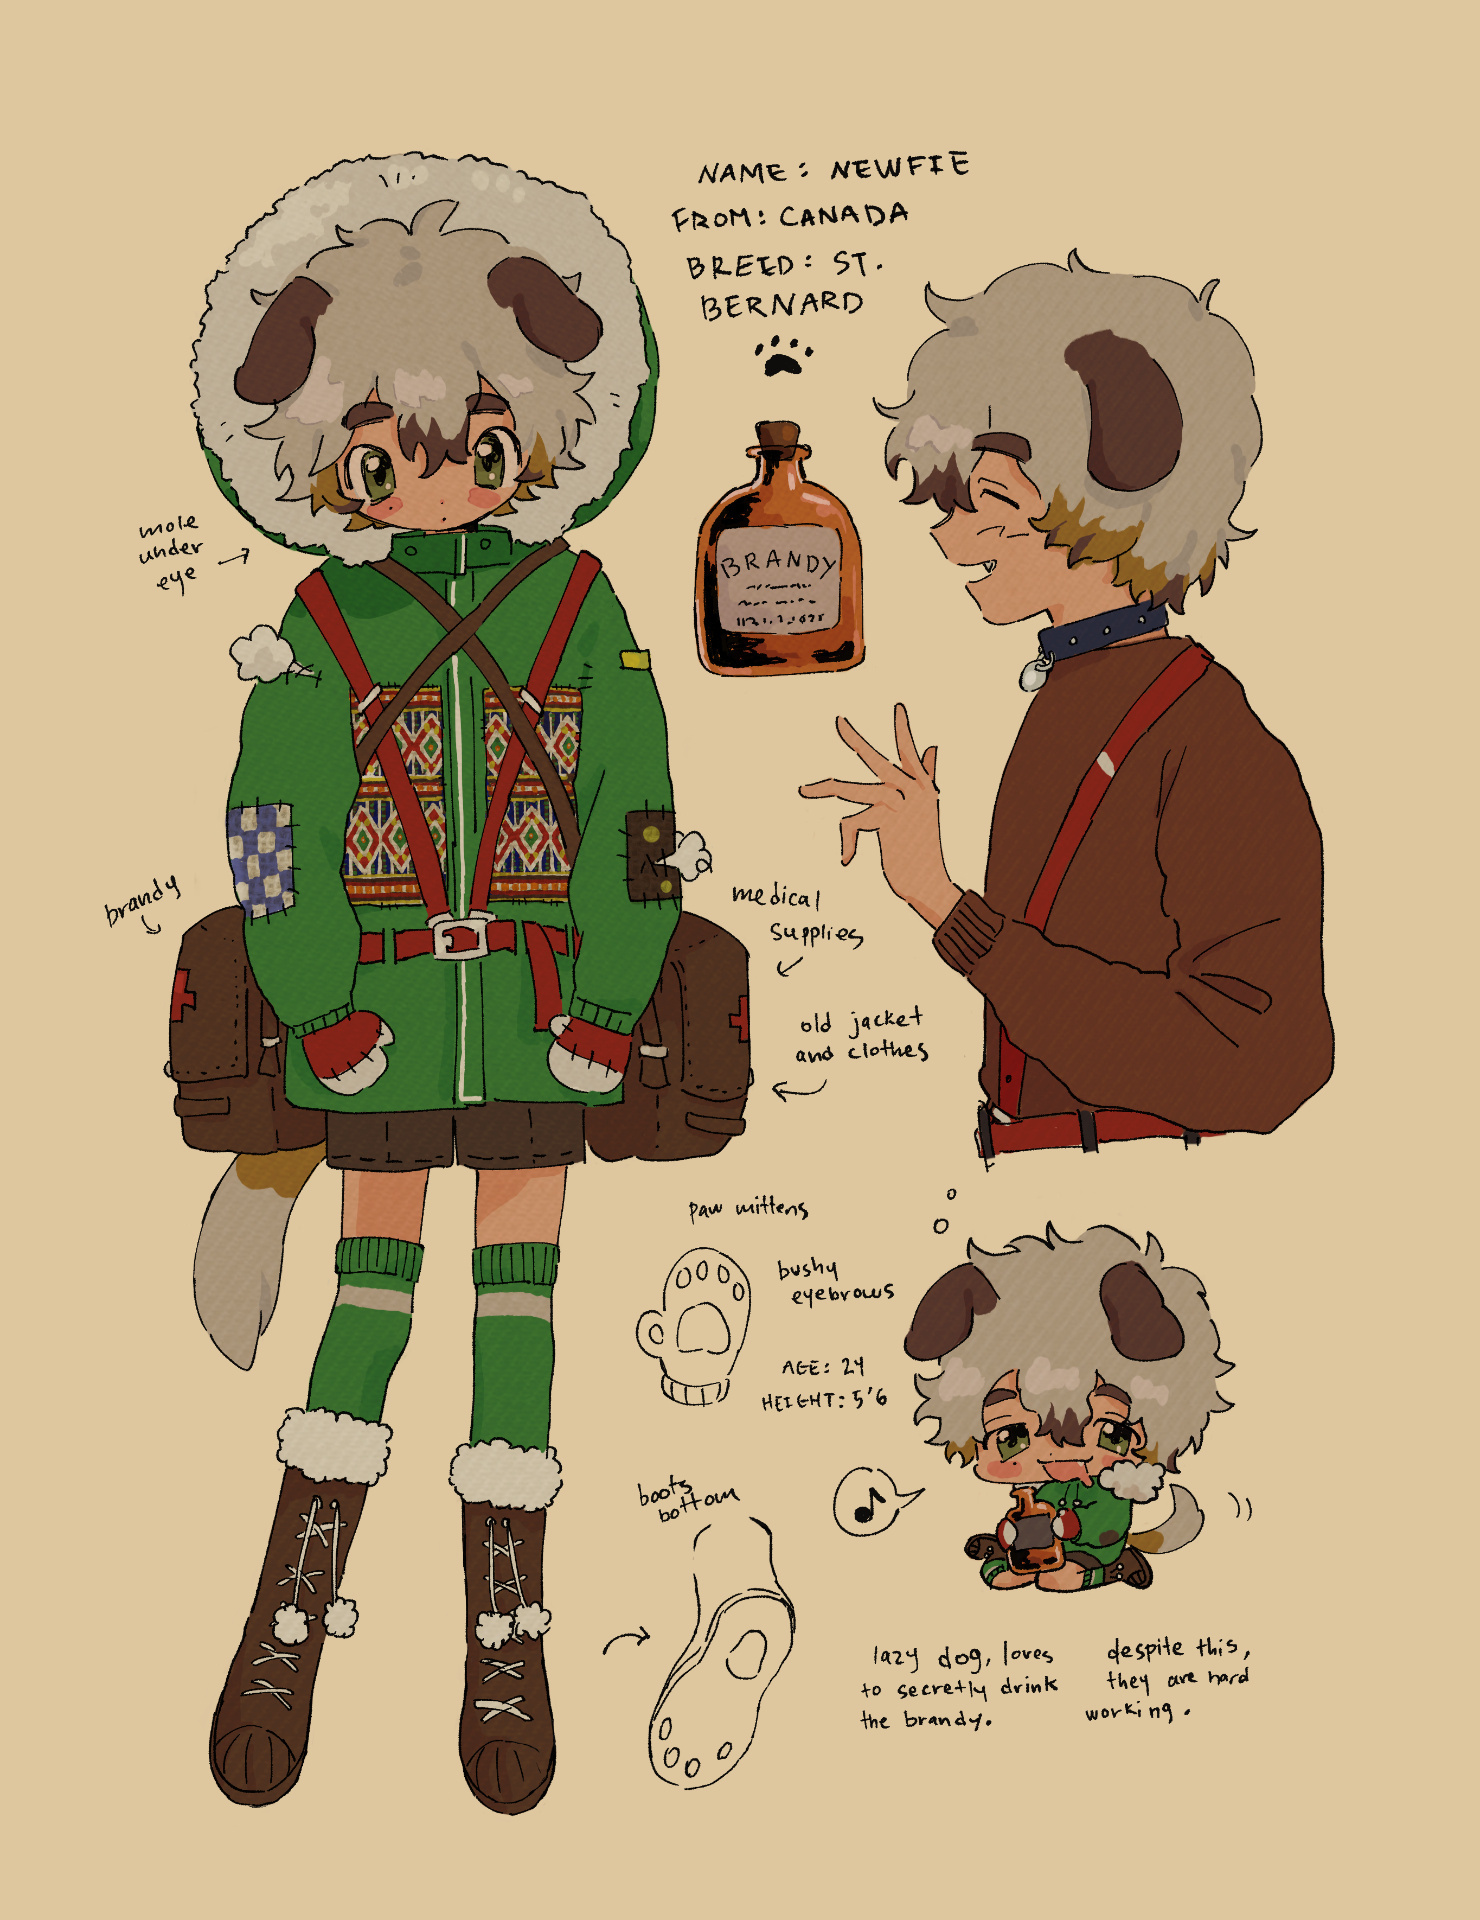 NAME: NEWFIE
FROM: CANADA
BREED: ST.
BERNARD
mole
under
eye
BRANDY
brandy
medical
supplies
old jacket
and clothes
paw mittens
bushy
eyebrows
AGE: 24
HEIGHT: 5'6
boots
bottom
lazy dog, loves
to secretly drink
the brandy.
despite this,
they are hard
working.